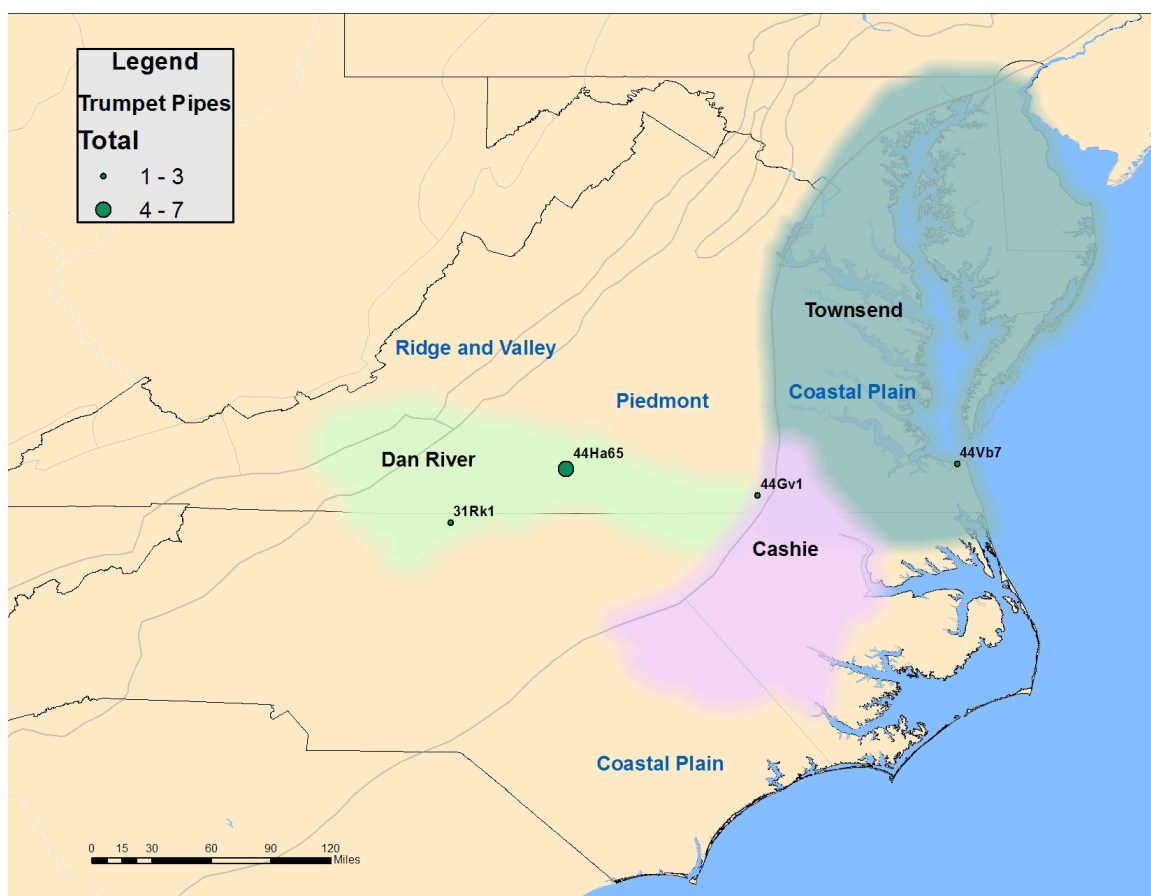 Legend
Trumpet Pipes
Total
1 - 3
4 - 7
Townsend
Ridge and Valley
Coastal Plain
Piedmont
44Ha65
44Vb7
Dan River
44Gv1
31Rk1
Cashie
Coastal Plain
0 15 30 60 90 120
Miles